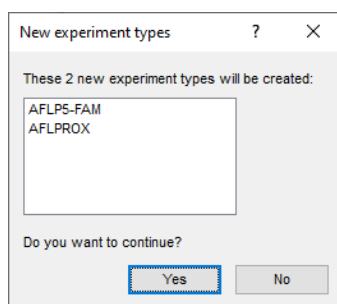 New experiment types ?
These 2 new experiment types will be created:
AFLP5-FAM
AFLPROX
Do you want to continue?
Yes No